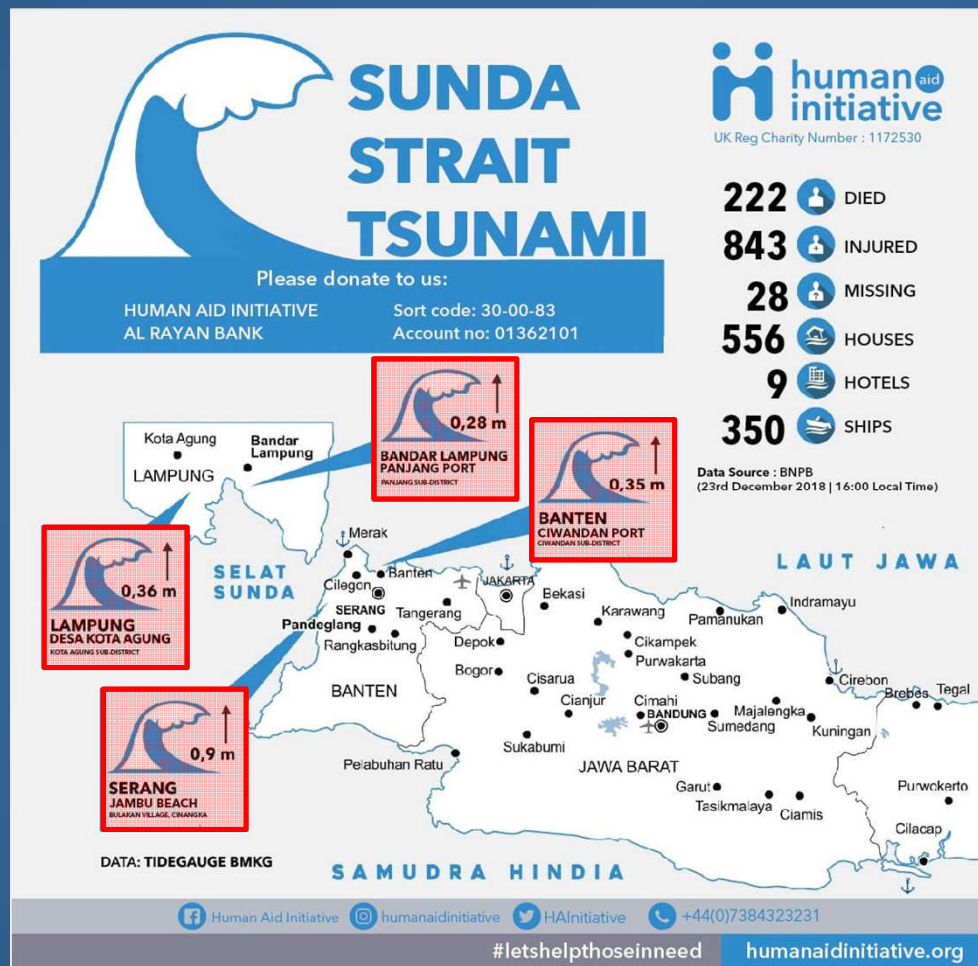 SUNDA
STRAIT
TSUNAMI
human aid
initiative
UK Reg Charity Number : 1172530
222 DIED
843 INJURED
28 MISSING
556 HOUSES
9 HOTELS
350 SHIPS
Data Source : BNPB
(23rd December 2018 | 16:00 Local Time)
Please donate to us:
HUMAN AID INITIATIVE
AL RAYAN BANK
Sort code: 30-00-83
Account no: 01362101
0,28 m
BANDAR LAMPUNG
PANJANG PORT
PANJANG SUB-DISTRICT
0,35 m
BANTEN
CIWANDAN PORT
CIWANDAN SUB-DISTRICT
0,36 m
LAMPUNG
DESA KOTA AGUNG
KOTA AGUNG SUB-DISTRICT
0,9 m
SERANG
JAMBU BEACH
BULAKAN VILLAGE, CINANGKA
Kota Agung
Bandar
Lampung
LAMPUNG
SELAT
SUNDA
LAUT JAWA
Merak
Cilegon
Banten
SERANG
Pandeglang
Tangerang
Rangkasbitung
BANTEN
JAKARTA
Bekasi
Depok
Bogor
Cisarua
Cianjur
Sukabumi
Pelabuhan Ratu
Karawang
Cikampek
Purwakarta
Subang
Pamanukan
Indramayu
Cimahi
BANDUNG
Sumedang
Majalengka
Kuningan
Cirebon
Brebes
Tegal
JAWA BARAT
Garut
Tasikmalaya
Ciamis
Purwokerto
Cilacap
DATA: TIDEGAUGE BMKG
SAMUDRA HINDIA
Human Aid Initiative
humanaidinitiative
HAInitiative
+44(0)7384323231
#letshelpthoseinneed
humanaidinitiative.org